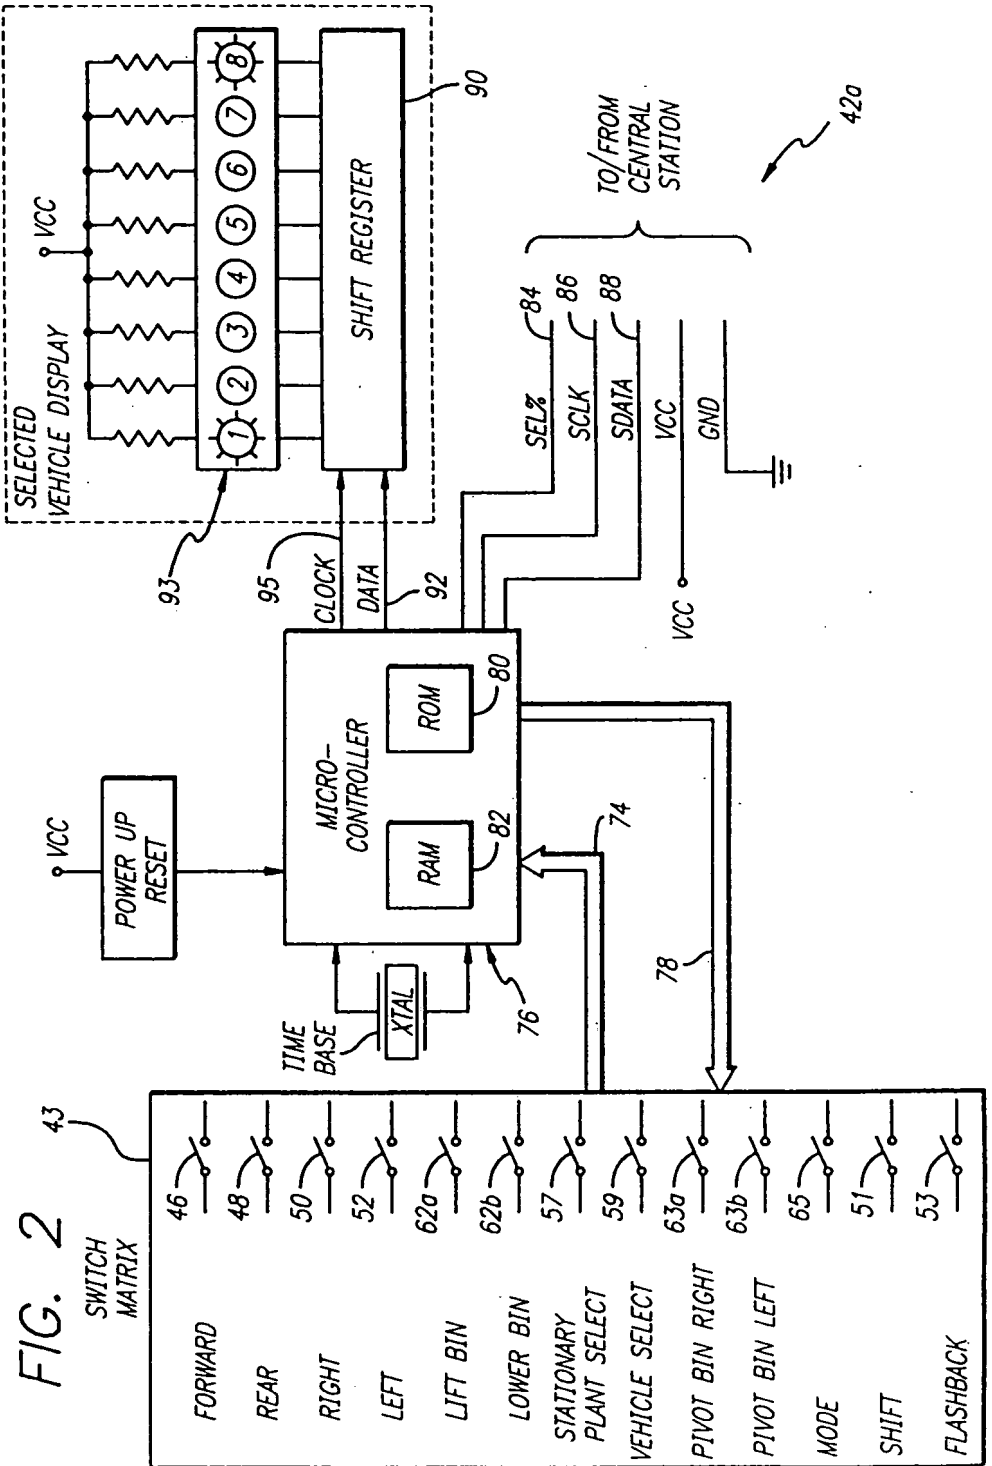 FIG. 2
SWITCH
MATRIX
43
FORWARD
46
REAR
48
RIGHT
50
LEFT
52
LIFT BIN
62a
LOWER BIN
62b
STATIONARY
PLANT SELECT
57
VEHICLE SELECT
59
PIVOT BIN RIGHT
63a
PIVOT BIN LEFT
63b
MODE
65
SHIFT
51
FLASHBACK
53
TIME
BASE
XTAL
76
VCC
POWER UP
RESET
MICRO-
CONTROLLER
RAM
82
ROM
80
74
78
CLOCK
95
DATA
92
93
SELECTED
VEHICLE DISPLAY
VCC
1
2
3
4
5
6
7
8
SHIFT REGISTER
90
SEL%
84
SCLK
86
SDATA
88
VCC
VCC
GND
TO/FROM
CENTRAL
STATION
42a